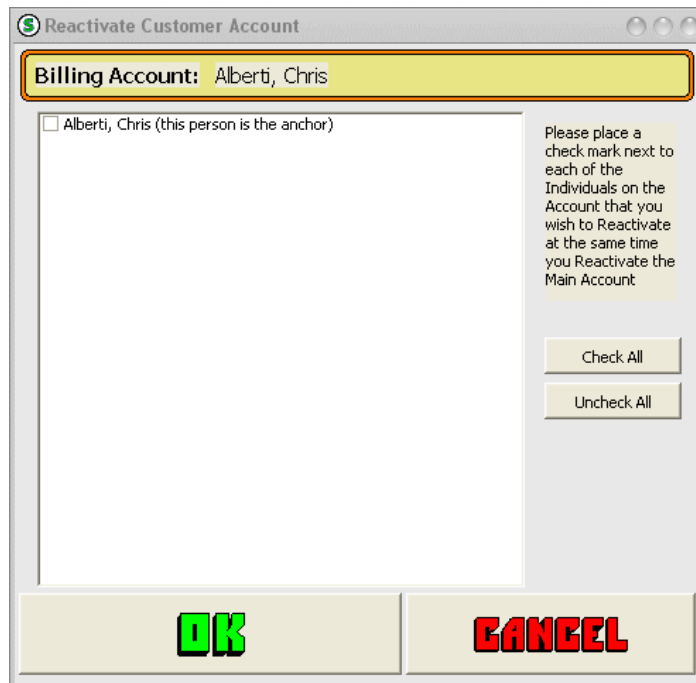 S Reactivate Customer Account
Billing Account: Alberti, Chris
Alberti, Chris (this person is the anchor)
Please place a
check mark next to
each of the
Individuals on the
Account that you
wish to Reactivate
at the same time
you Reactivate the
Main Account
Check All
Uncheck All
OK
CANCEL